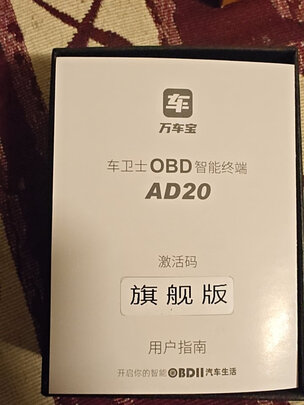 车
万车宝
车卫士OBD智能终端
AD20
激活码
旗舰版
用户指南
开启你的智能OBDII汽车生活